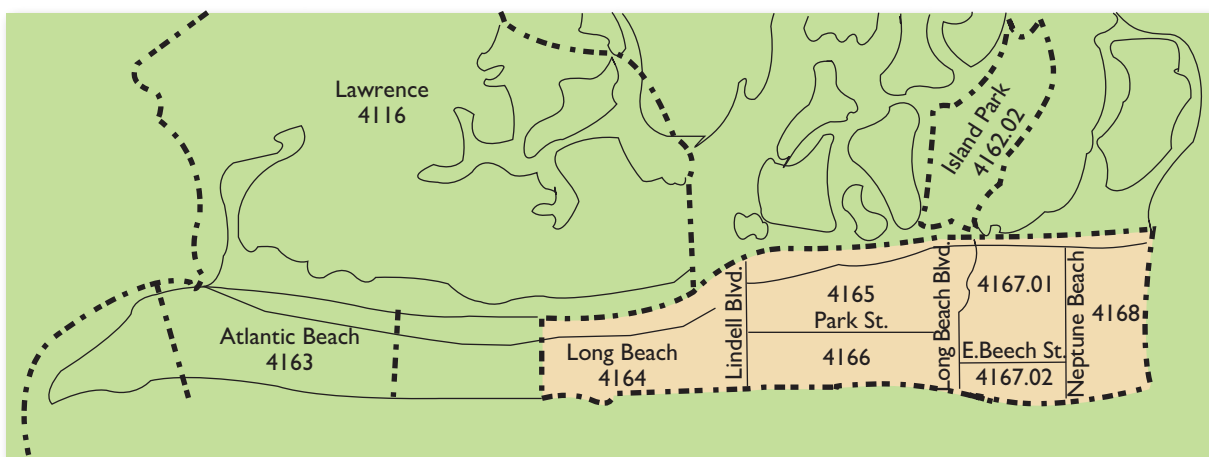 Lawrence
4116
Island Park
4162.02
Atlantic Beach
4163
Long Beach
4164
Lindell Blvd.
4165
Park St.
4166
Long Beach Blvd.
4167.01
E.Beech St.
4167.02
Neptune Beach
4168